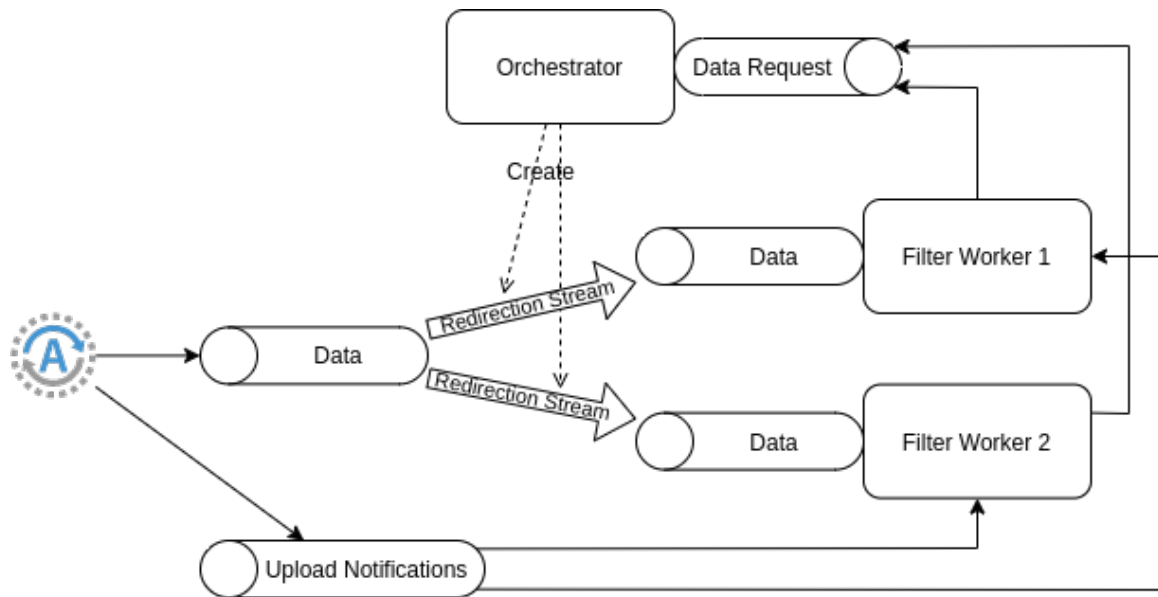 Orchestrator
Data Request
Create
Data
Filter Worker 1
Redirection Stream
A
Data
Redirection Stream
Data
Filter Worker 2
Upload Notifications